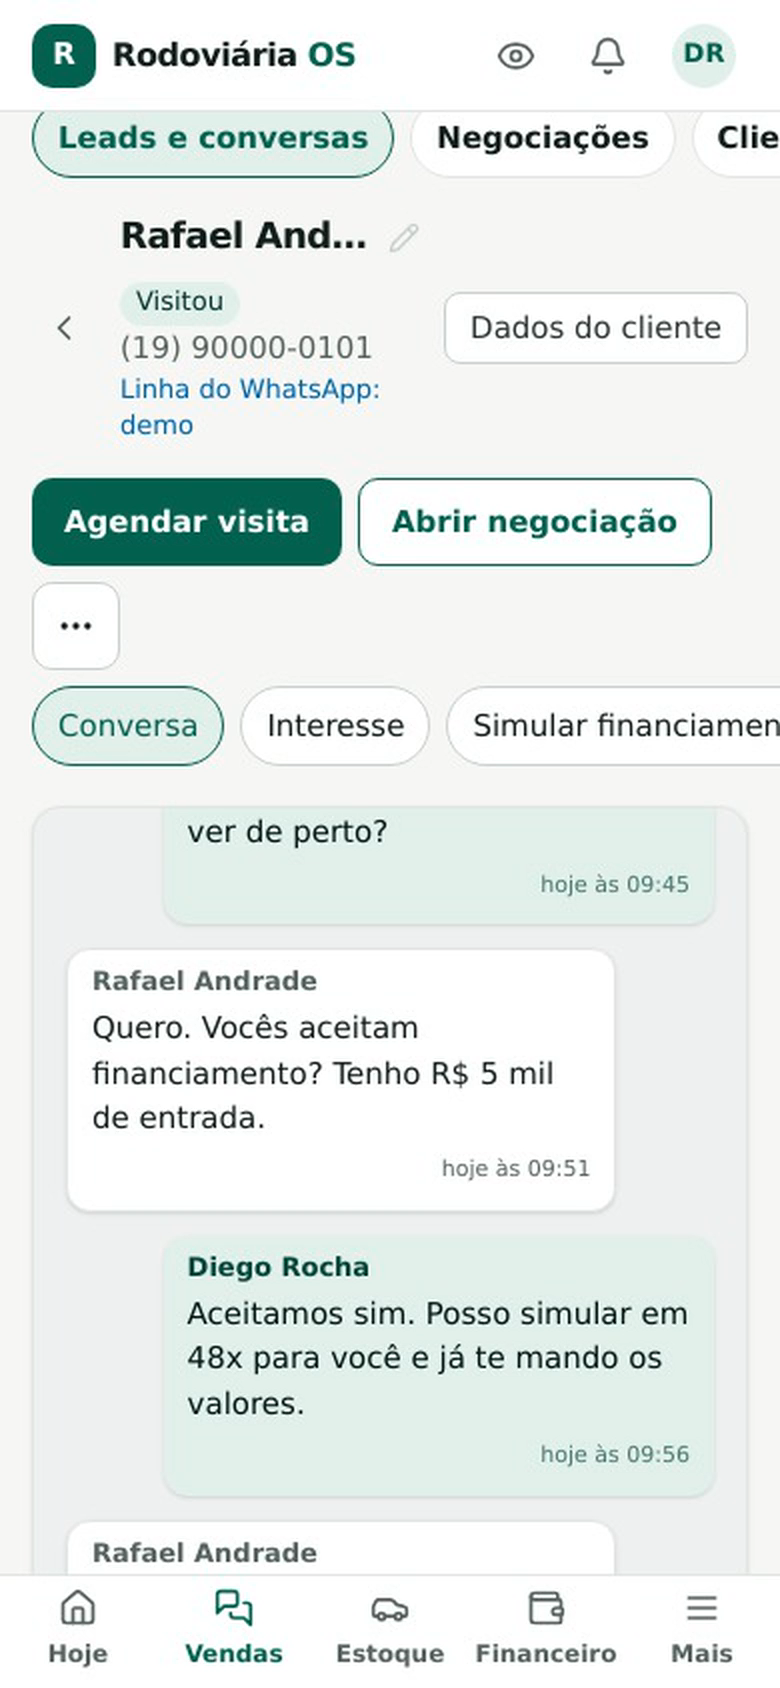 R Rodoviária OS DR
Leads e conversas Negociações Clie
Rafael And...
Visitou
(19) 90000-0101
Linha do WhatsApp:
demo
Dados do cliente
Agendar visita Abrir negociação
...
Conversa Interesse Simular financiamen
ver de perto?
hoje às 09:45
Rafael Andrade
Quero. Vocês aceitam
financiamento? Tenho R$ 5 mil
de entrada.
hoje às 09:51
Diego Rocha
Aceitamos sim. Posso simular em
48x para você e já te mando os
valores.
hoje às 09:56
Rafael Andrade
Hoje Vendas Estoque Financeiro Mais